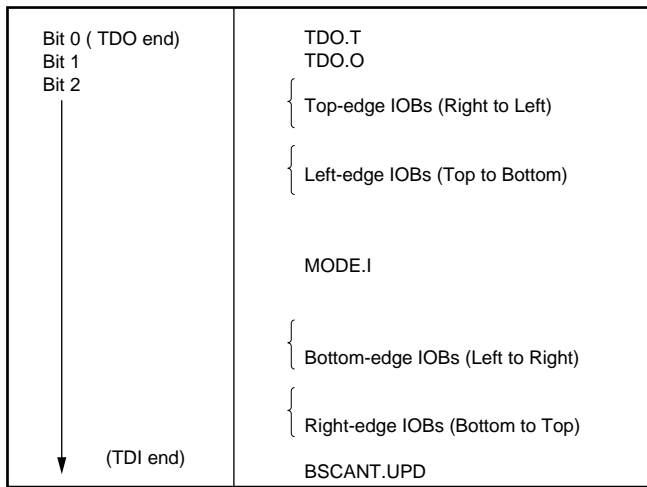 Bit 0 ( TDO end)
Bit 1
Bit 2
TDO.T
TDO.O
Top-edge IOBs (Right to Left)
Left-edge IOBs (Top to Bottom)
MODE.I
Bottom-edge IOBs (Left to Right)
Right-edge IOBs (Bottom to Top)
(TDI end)
BSCANT.UPD